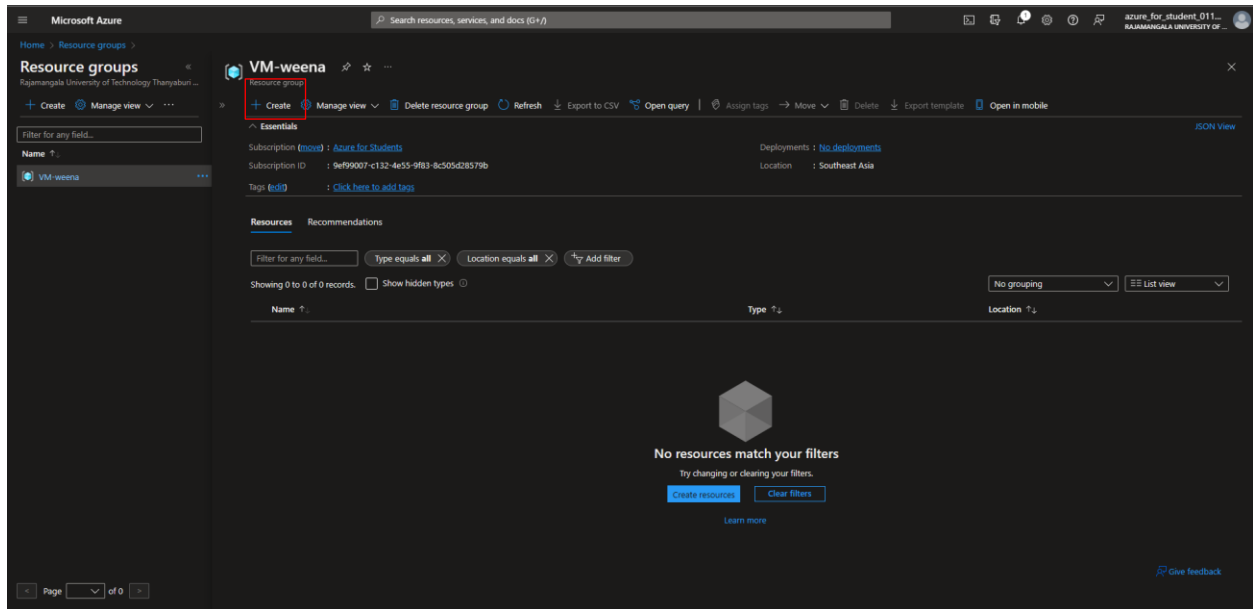 Microsoft Azure
Search resources, services, and docs (G+/)
1
azure_for_student_011...
RAJAMANGALA UNIVERSITY OF ...
Home > Resource groups >
Resource groups
Rajamangala University of Technology Thanyaburi ...
+ Create Manage view ...
Filter for any field...
Name ↑↓
VM-weena ...
Page of 0
VM-weena ...
Resource group
+ Create Manage view Delete resource group Refresh Export to CSV Open query Assign tags Move Delete Export template Open in mobile
Essentials
JSON View
Subscription (move) : Azure for Students
Deployments : No deployments
Subscription ID : 9ef99007-c132-4e55-9f83-8c505d28579b
Location : Southeast Asia
Tags (edit) : Click here to add tags
Resources Recommendations
Filter for any field... Type equals all Location equals all Add filter
Showing 0 to 0 of 0 records. Show hidden types
No grouping List view
Name ↑↓ Type ↑↓ Location ↑↓
No resources match your filters
Try changing or clearing your filters.
Create resources Clear filters
Learn more
Give feedback